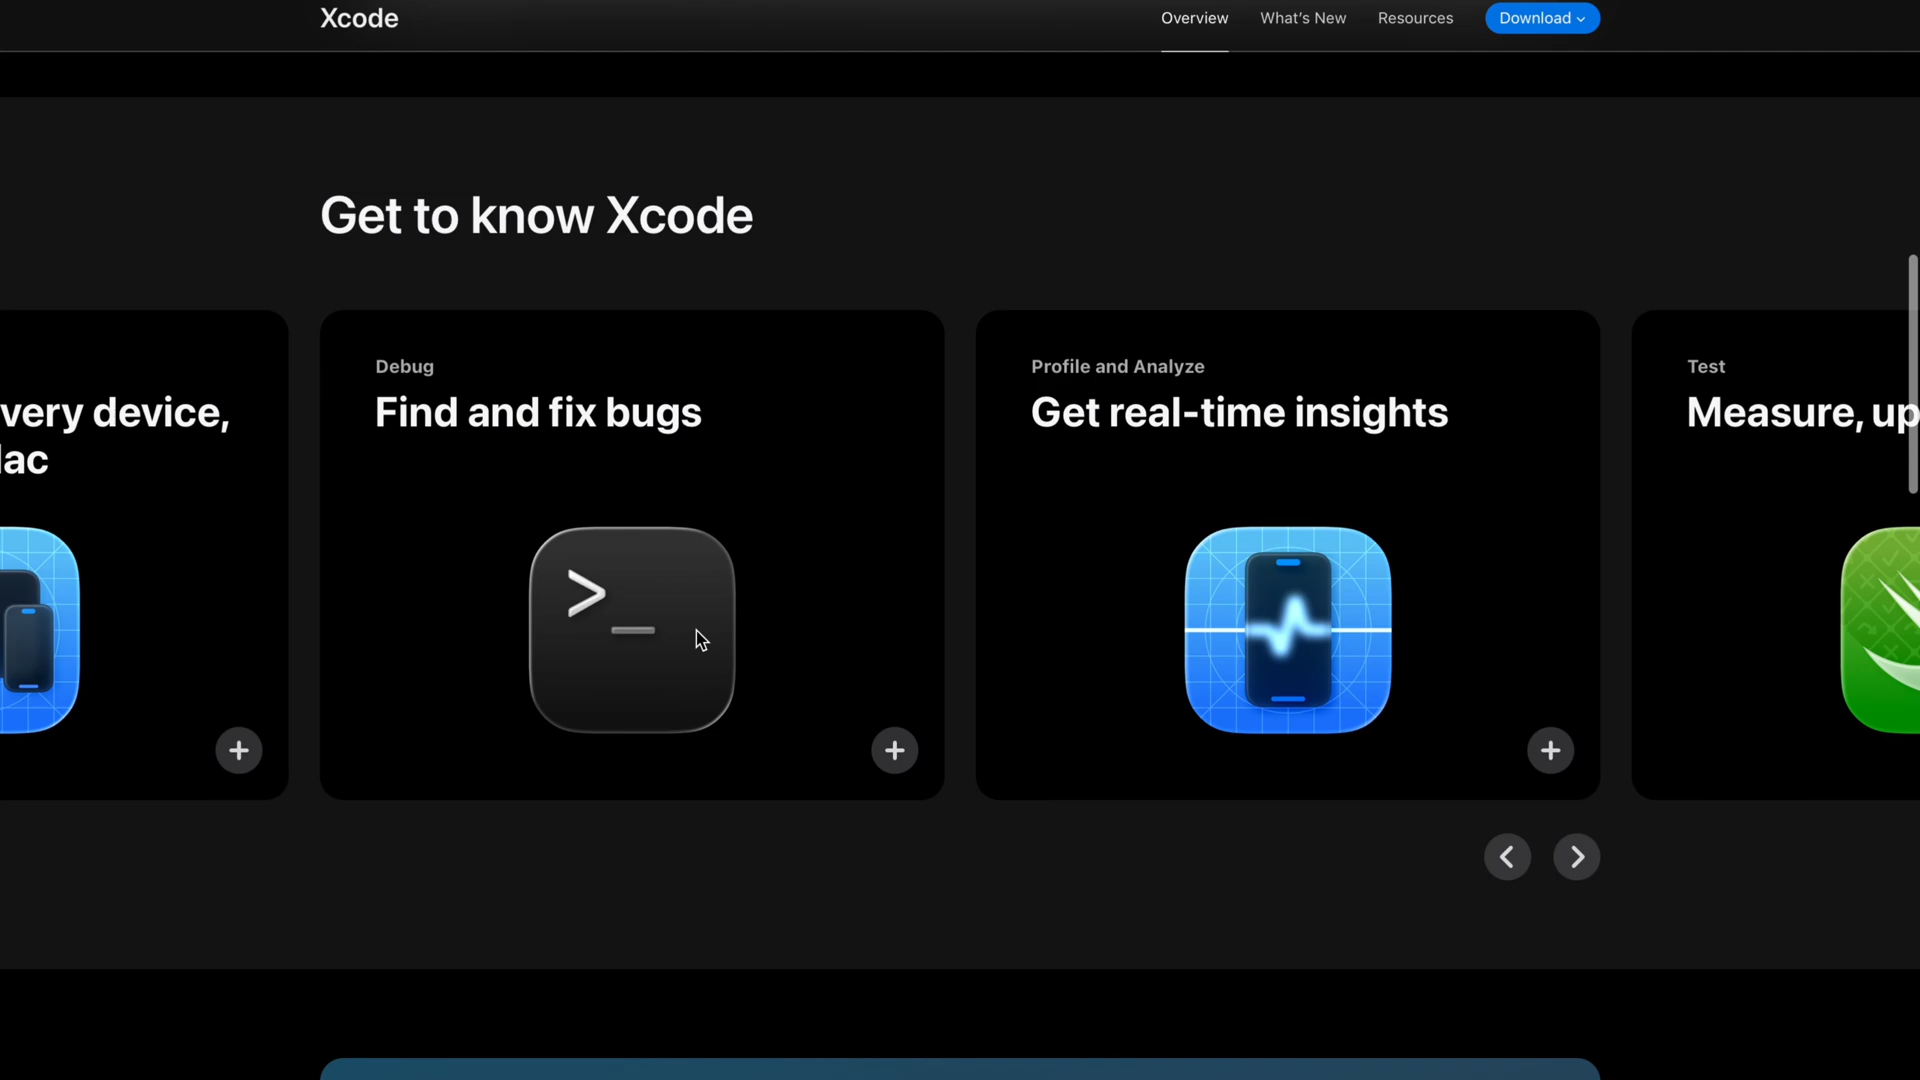 Xcode
Overview
What's New
Resources
Download
Get to know Xcode
very device,
Debug
Find and fix bugs
>_
Profile and Analyze
Get real-time insights
Test
Measure, up